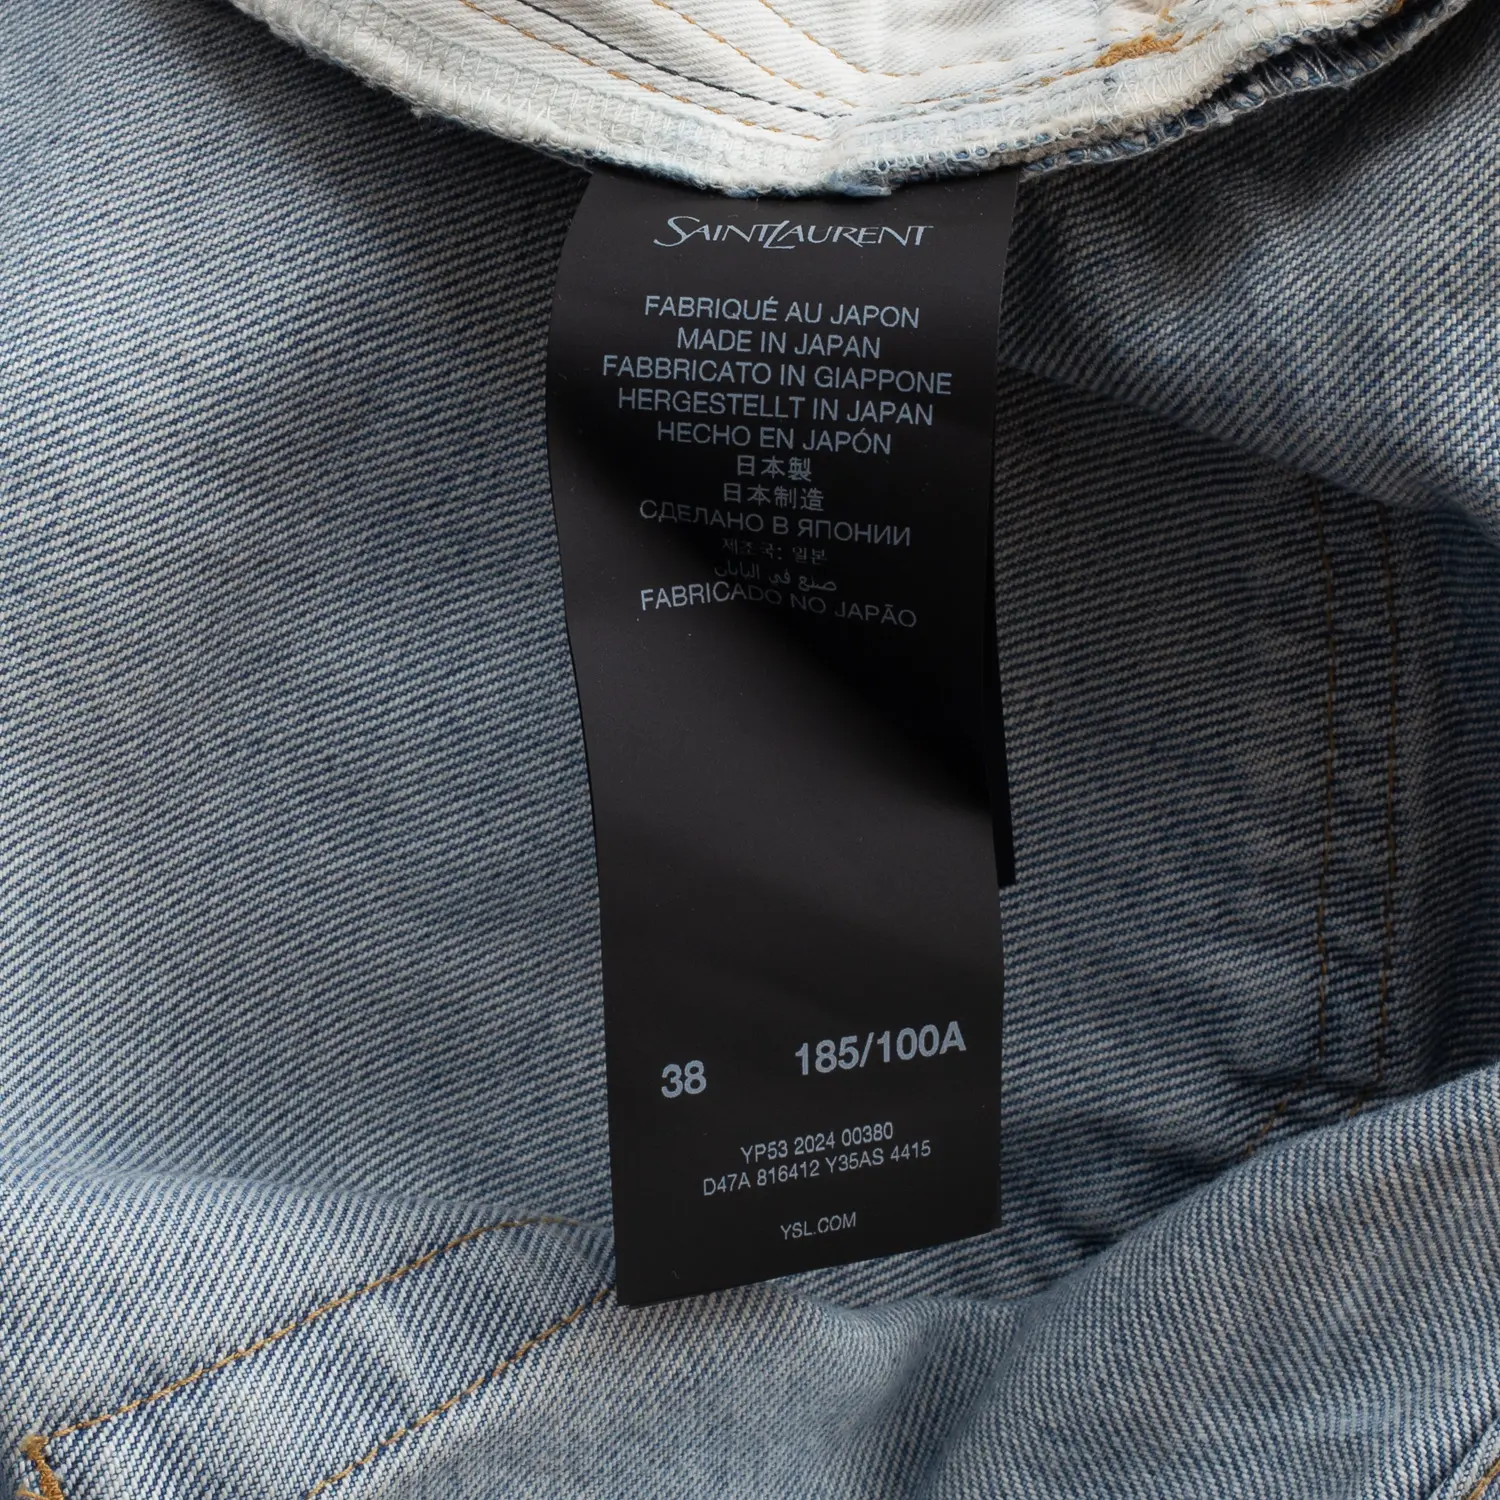 SAINT LAURENT
FABRIQUÉ AU JAPON
MADE IN JAPAN
FABBRICATO IN GIAPPONE
HERGESTELLT IN JAPAN
HECHO EN JAPÓN
日本製
日本制造
СДЕЛАНО В ЯПОНИИ
제조국: 일본
صنع في اليابان
FABRICADO NO JAPÃO
38 185/100A
YP53 2024 00380
D47A 816412 Y35AS 4415
YSL.COM